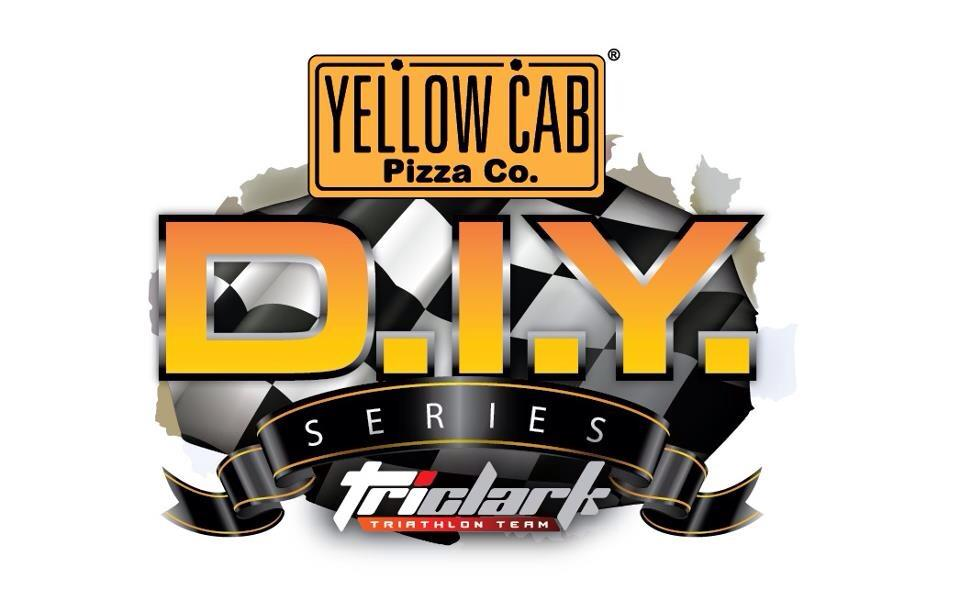 YELLOW CAB®
Pizza Co.
D.I.Y.
SERIES
triclark
TRIATHLON TEAM